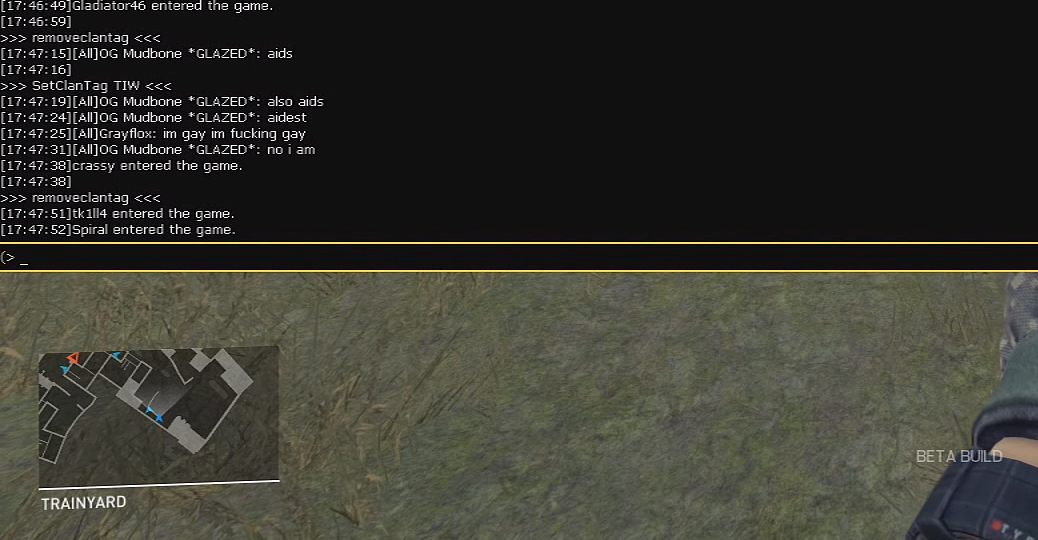 [17:46:49]Gladiator46 entered the game.
[17:46:59]
>>> removeclantag <<<
[17:47:15][All]OG Mudbone *GLAZED*: aids
[17:47:16]
>>> SetClanTag TIW <<<
[17:47:19][All]OG Mudbone *GLAZED*: also aids
[17:47:24][All]OG Mudbone *GLAZED*: aidest
[17:47:25][All]Grayflox: im gay im fucking gay
[17:47:31][All]OG Mudbone *GLAZED*: no i am
[17:47:38]crassy entered the game.
[17:47:38]
>>> removeclantag <<<
[17:47:51]tk1ll4 entered the game.
[17:47:52]Spiral entered the game.
(> _
BETA BUILD
TRAINYARD